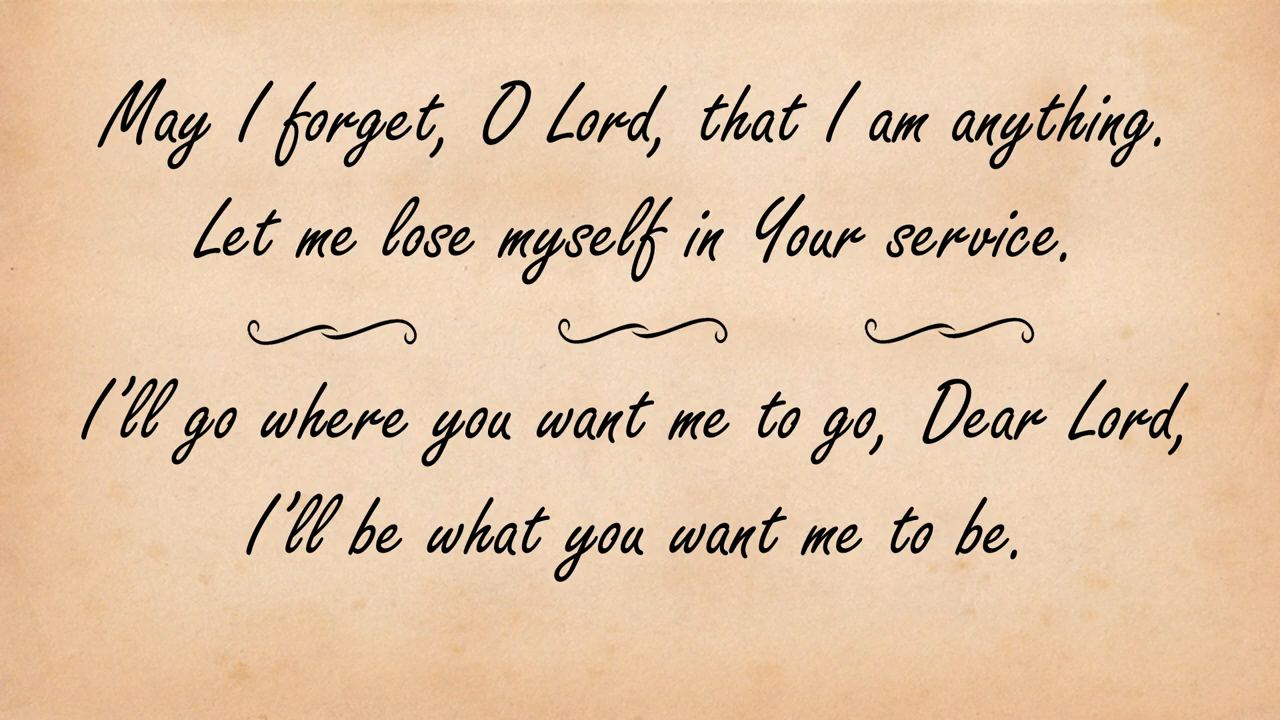 May I forget, O Lord, that I am anything.
Let me lose myself in Your service.
I'll go where you want me to go, Dear Lord,
I'll be what you want me to be.